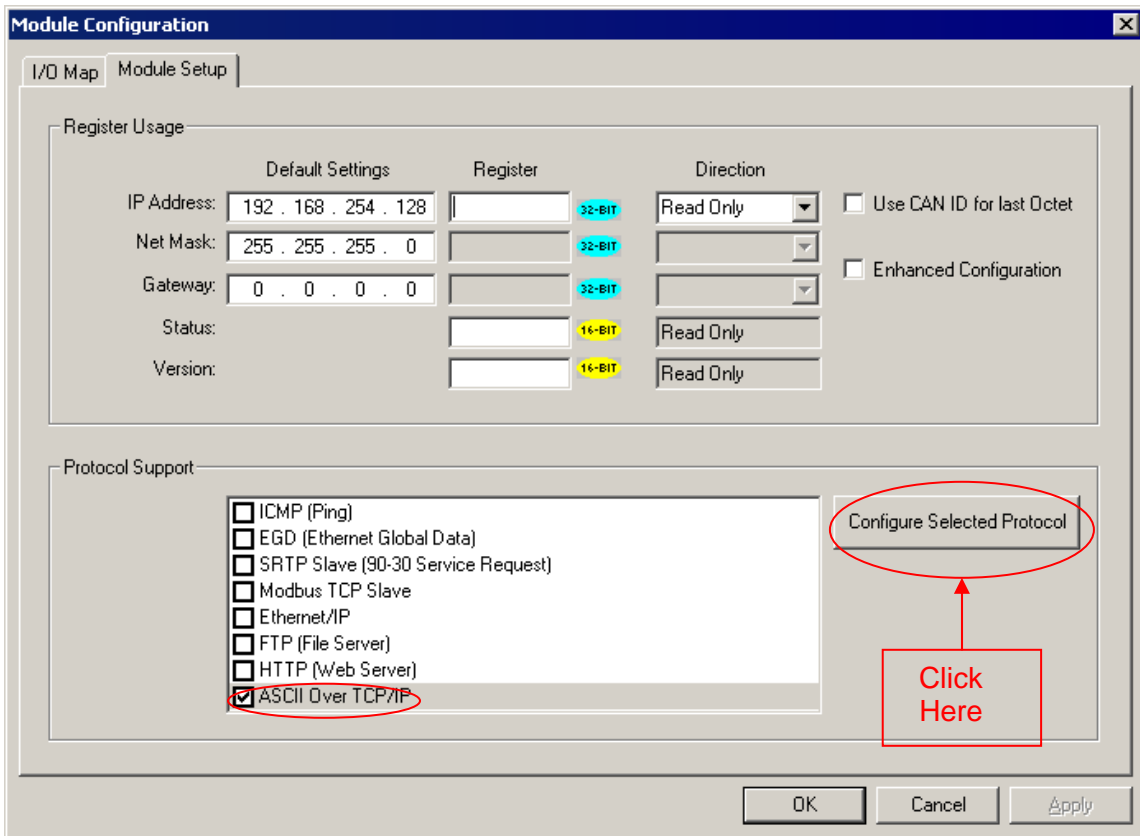 Module Configuration
I/O Map Module Setup
Register Usage
Default Settings Register Direction
IP Address: 192 . 168 . 254 . 128 32-BIT Read Only Use CAN ID for last Octet
Net Mask: 255 . 255 . 255 . 0 32-BIT
Enhanced Configuration
Gateway: 0 . 0 . 0 . 0 32-BIT
Status: 16-BIT Read Only
Version: 16-BIT Read Only
Protocol Support
ICMP (Ping)
EGD (Ethernet Global Data)
SRTP Slave (90-30 Service Request)
Modbus TCP Slave
Ethernet/IP
FTP (File Server)
HTTP (Web Server)
ASCII Over TCP/IP
Configure Selected Protocol
Click
Here
OK Cancel Apply